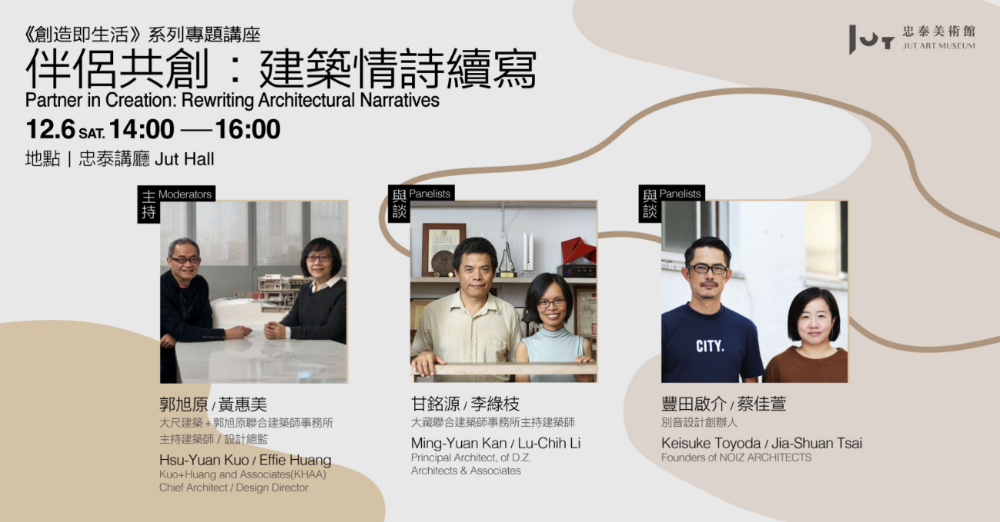 《創造即生活》系列專題講座
伴侶共創：建築情詩續寫
Partner in Creation: Rewriting Architectural Narratives
12.6 SAT. 14:00 — 16:00
地點｜忠泰講廳 Jut Hall
JUT 忠泰美術館
JUT ART MUSEUM
主持 Moderators
郭旭原 / 黃惠美
大尺建築+郭旭原聯合建築師事務所
主持建築師 / 設計總監
Hsu-Yuan Kuo / Effie Huang
Kuo+Huang and Associates(KHAA)
Chief Architect / Design Director
與談 Panelists
甘銘源 / 李綠枝
大藏聯合建築師事務所主持建築師
Ming-Yuan Kan / Lu-Chih Li
Principal Architect, of D.Z.
Architects & Associates
與談 Panelists
CITY.
豐田啟介 / 蔡佳萱
別音設計創辦人
Keisuke Toyoda / Jia-Shuan Tsai
Founders of NOIZ ARCHITECTS